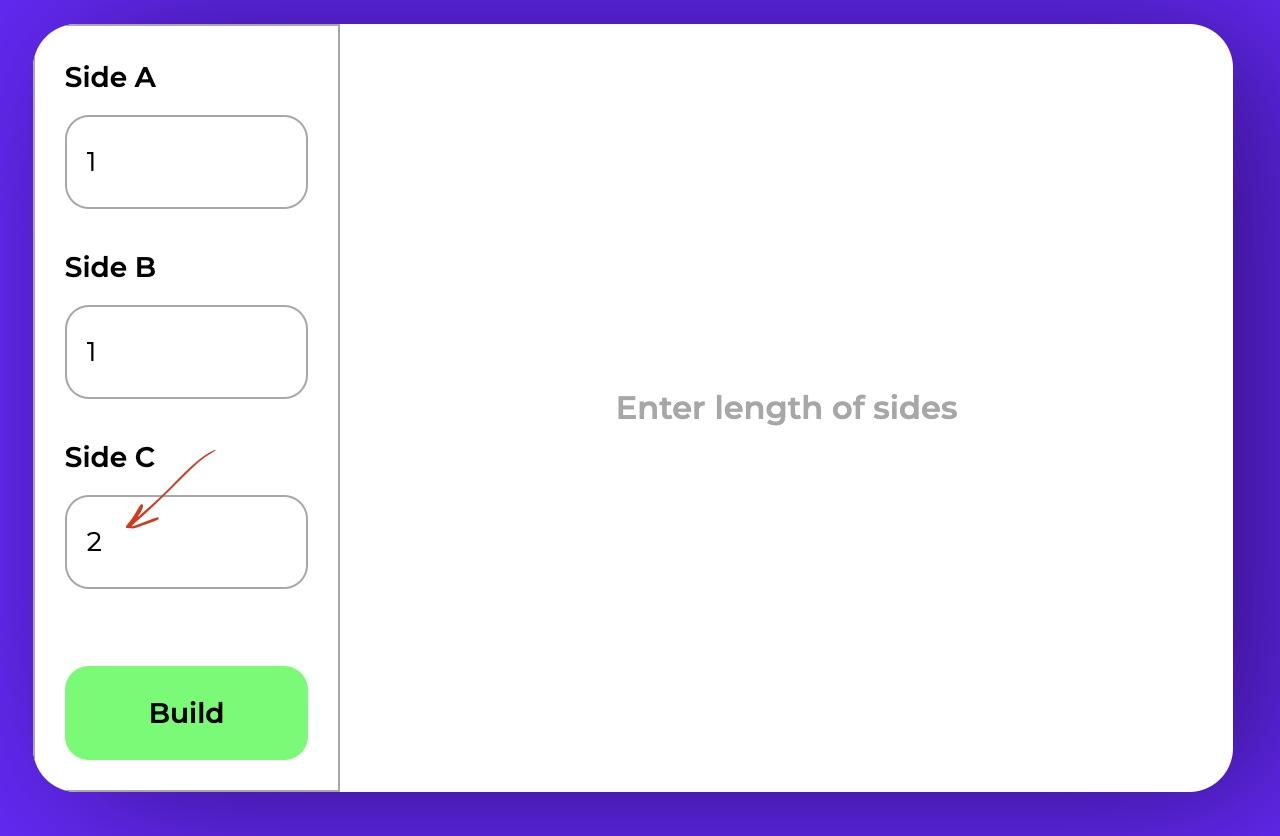 Side A
1
Side B
1
Side C
2
Enter length of sides
Build